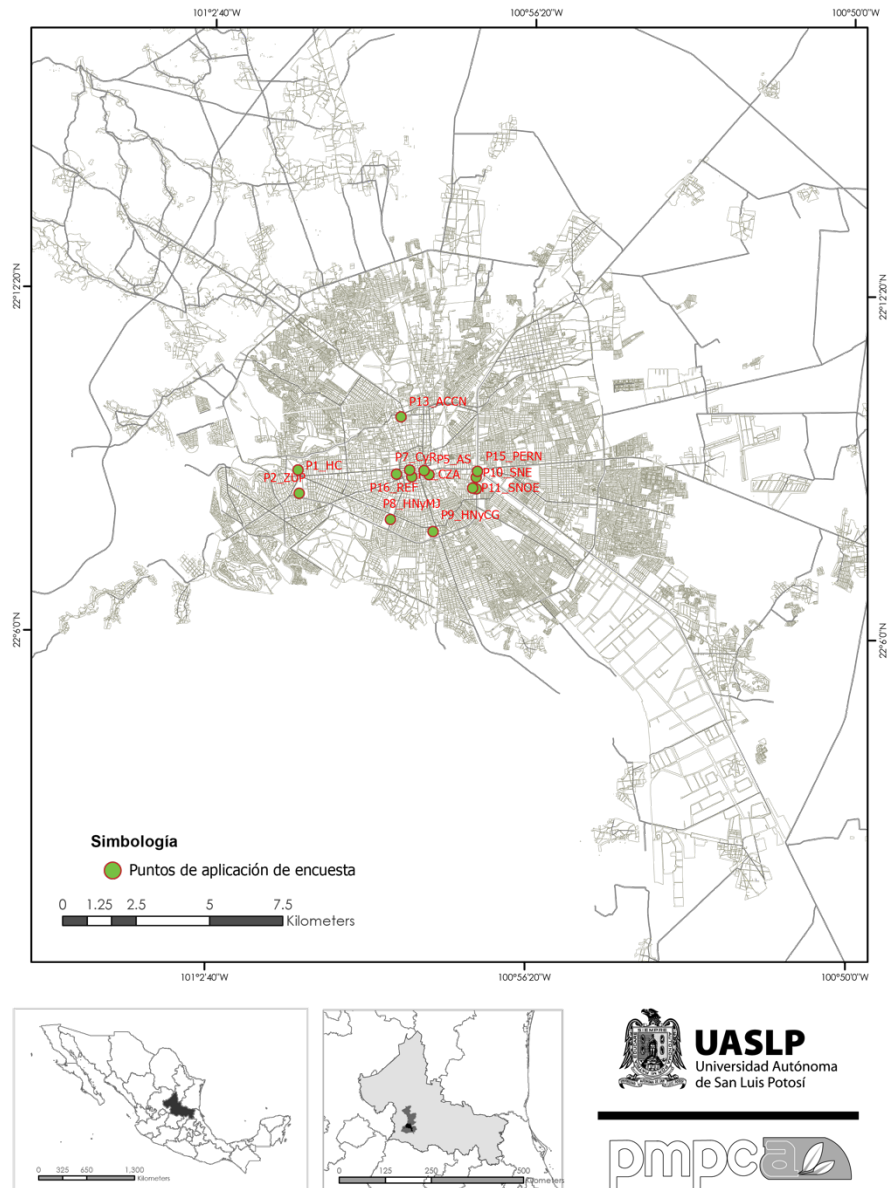 101°2'40"W 100°56'20"W 100°50'0"W
22°12'20"N 22°12'20"N
P13_ACCN
P7_CyR P5_AS P15_PERN
P1_HC
P2_ZUP CZA P10_SNE
P16_REF P11_SNOE
P8_HNyMJ
P9_HNyCG
22°6'0"N 22°6'0"N
Simbología
Puntos de aplicación de encuesta
0 1.25 2.5 5 7.5
Kilometers
101°2'40"W 100°56'20"W 100°50'0"W
SIEMPRE
UASLP
Universidad Autónoma
de San Luis Potosí
0 325 650 1,300
Kilometers
0 125 250 500
Kilometers
pmpca